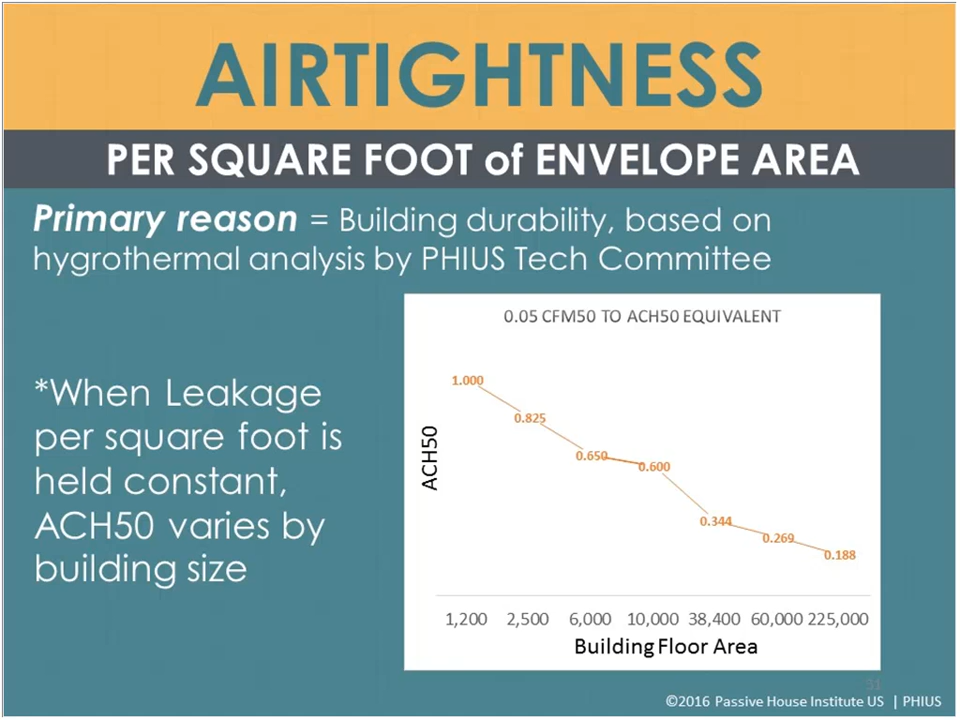 AIRTIGHTNESS
PER SQUARE FOOT of ENVELOPE AREA
Primary reason = Building durability, based on
hygrothermal analysis by PHIUS Tech Committee
*When Leakage
per square foot is
held constant,
ACH50 varies by
building size
0.05 CFM50 TO ACH50 EQUIVALENT
ACH50
1.000
0.825
0.650
0.600
0.344
0.269
0.188
1,200 2,500 6,000 10,000 38,400 60,000 225,000
Building Floor Area
31
©2016 Passive House Institute US | PHIUS